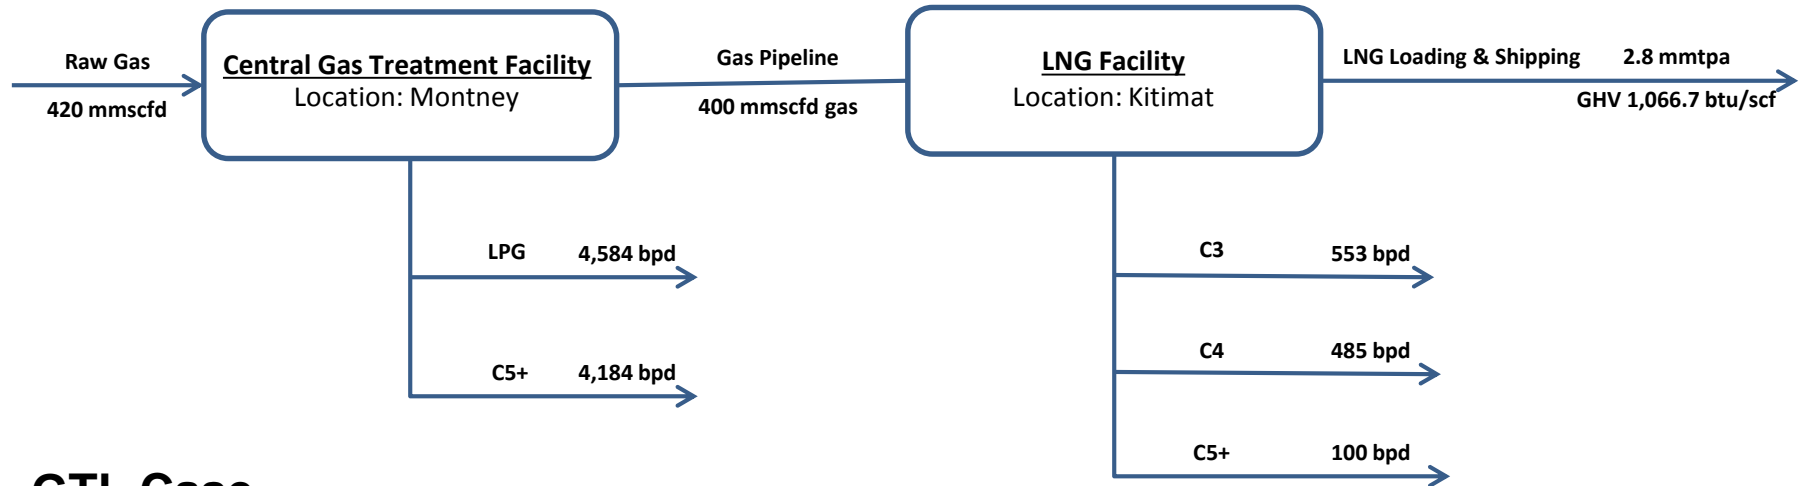 Raw Gas
420 mmscfd
Central Gas Treatment Facility
Location: Montney
Gas Pipeline
400 mmscfd gas
LNG Facility
Location: Kitimat
LNG Loading & Shipping 2.8 mmtpa
GHV 1,066.7 btu/scf
LPG 4,584 bpd
C5+ 4,184 bpd
C3 553 bpd
C4 485 bpd
C5+ 100 bpd
GTL Case